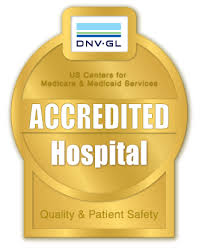 DNV·GL
US Centers for
Medicare & Medicaid Services
ACCREDITED
Hospital
Quality & Patient Safety